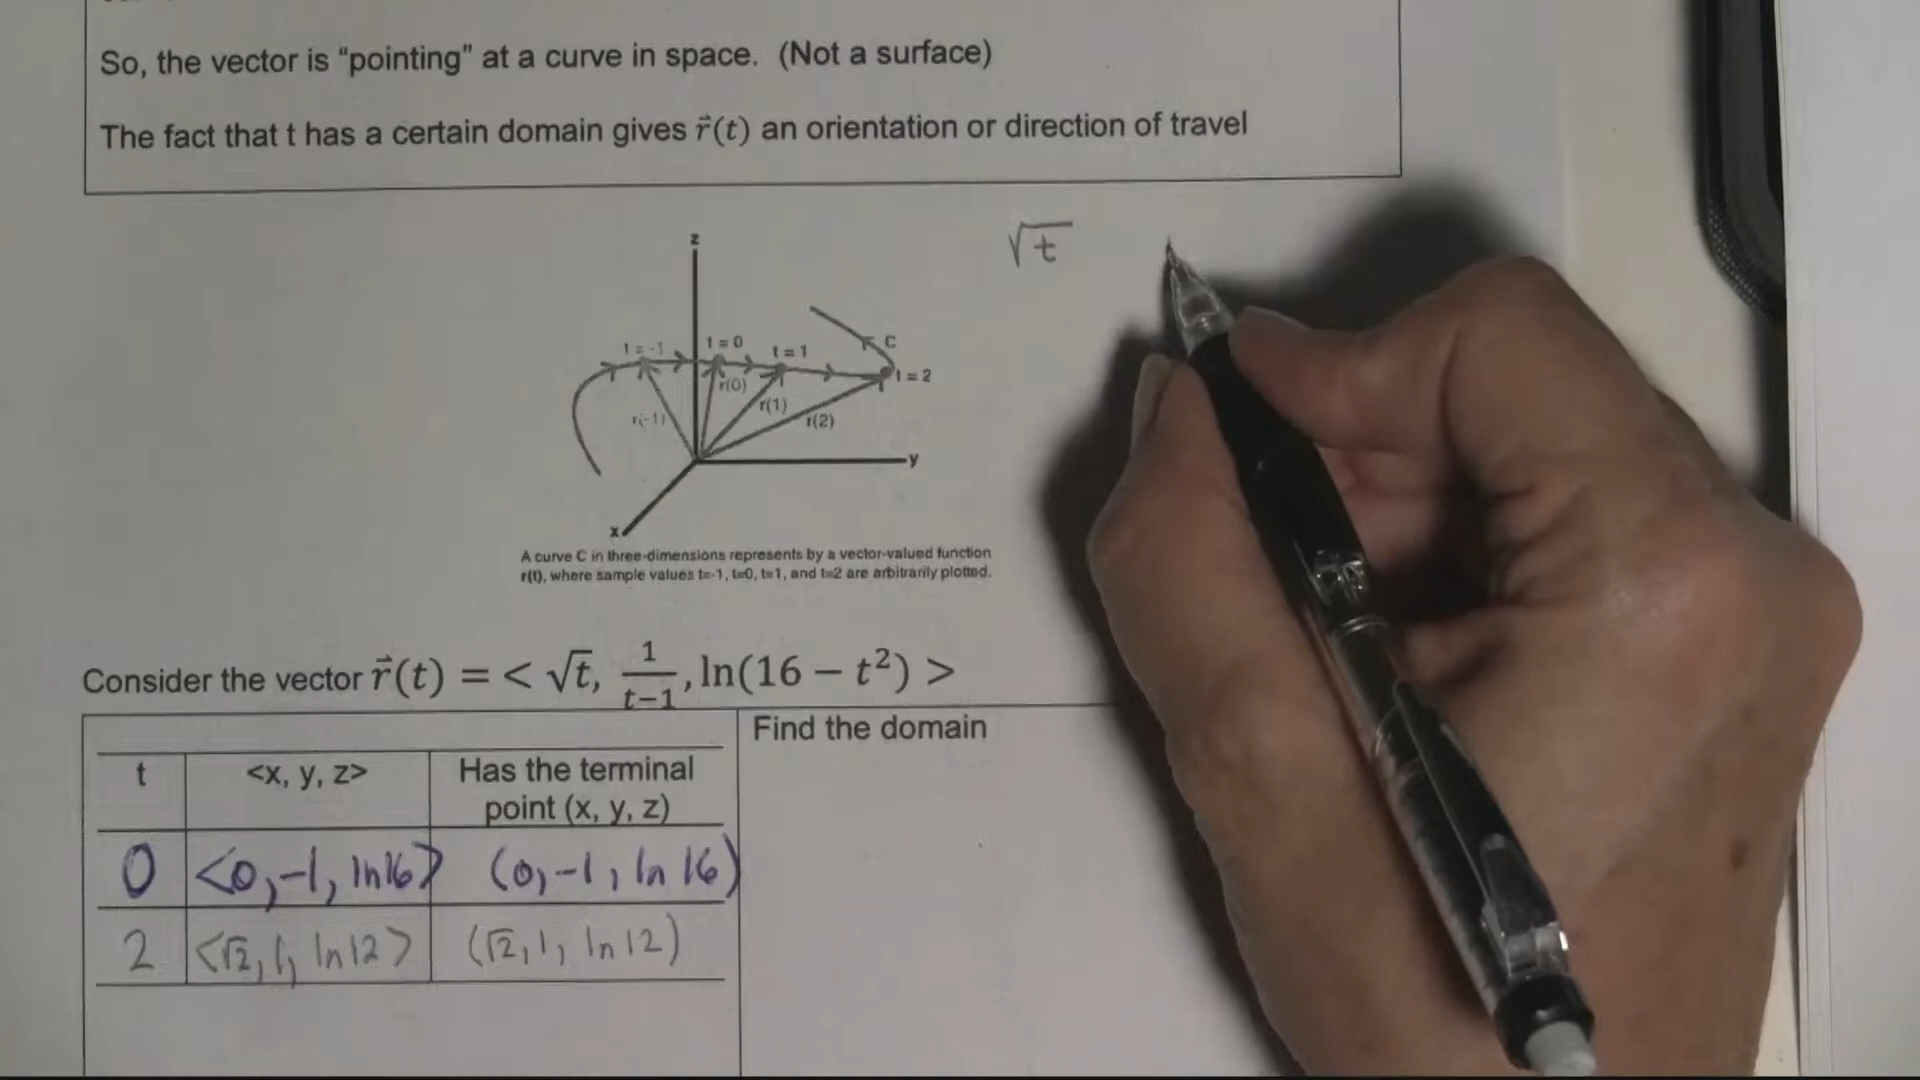 So, the vector is “pointing” at a curve in space. (Not a surface)
The fact that t has a certain domain gives r⃗(t) an orientation or direction of travel
√t
z
t = -1
t = 0
t = 1
C
t = 2
r(-1)
r(0)
r(1)
r(2)
y
x
A curve C in three-dimensions represents by a vector-valued function
r(t), where sample values t=-1, t=0, t=1, and t=2 are arbitrarily plotted.
Consider the vector r⃗(t) = < √t, 1/(t−1), ln(16 − t²) >
Find the domain
t <x, y, z> Has the terminal
point (x, y, z)
0 <0,-1, ln16> (0,-1, ln 16)
2 <√2, 1, ln12> (√2, 1, ln 12)